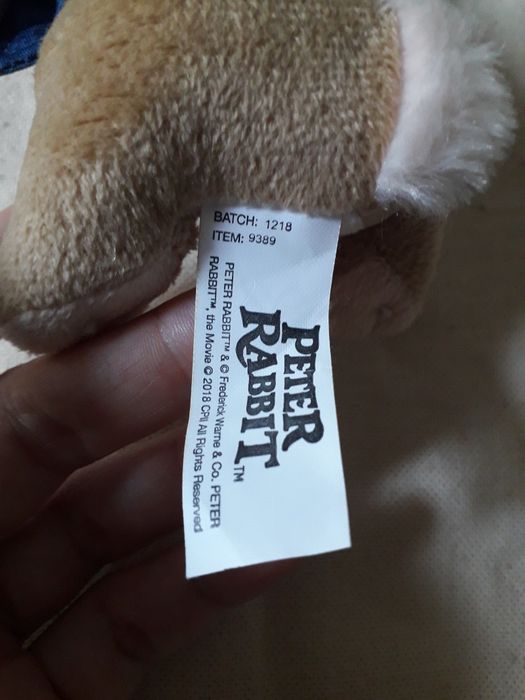 BATCH: 1218
ITEM: 9389
PETER
RABBIT™
PETER RABBIT™ & © Frederick Warne & Co. PETER
RABBIT™, the Movie © 2018 CPII All Rights Reserved